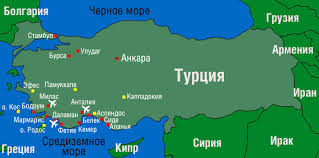 Болгария
Черное море
Грузия
Стамбул
Бурса
Улудаг
Анкара
Армения
Турция
Иран
Эфес
Памуккале
Милас
Анталия
Каппадокия
о. Кос
Бодрум
Аспендос
Мармарис
Даламан
Белек
Сиде
о. Родос
Фетие
Кемер
Аланья
Греция
Средиземное
море
Кипр
Сирия
Ирак